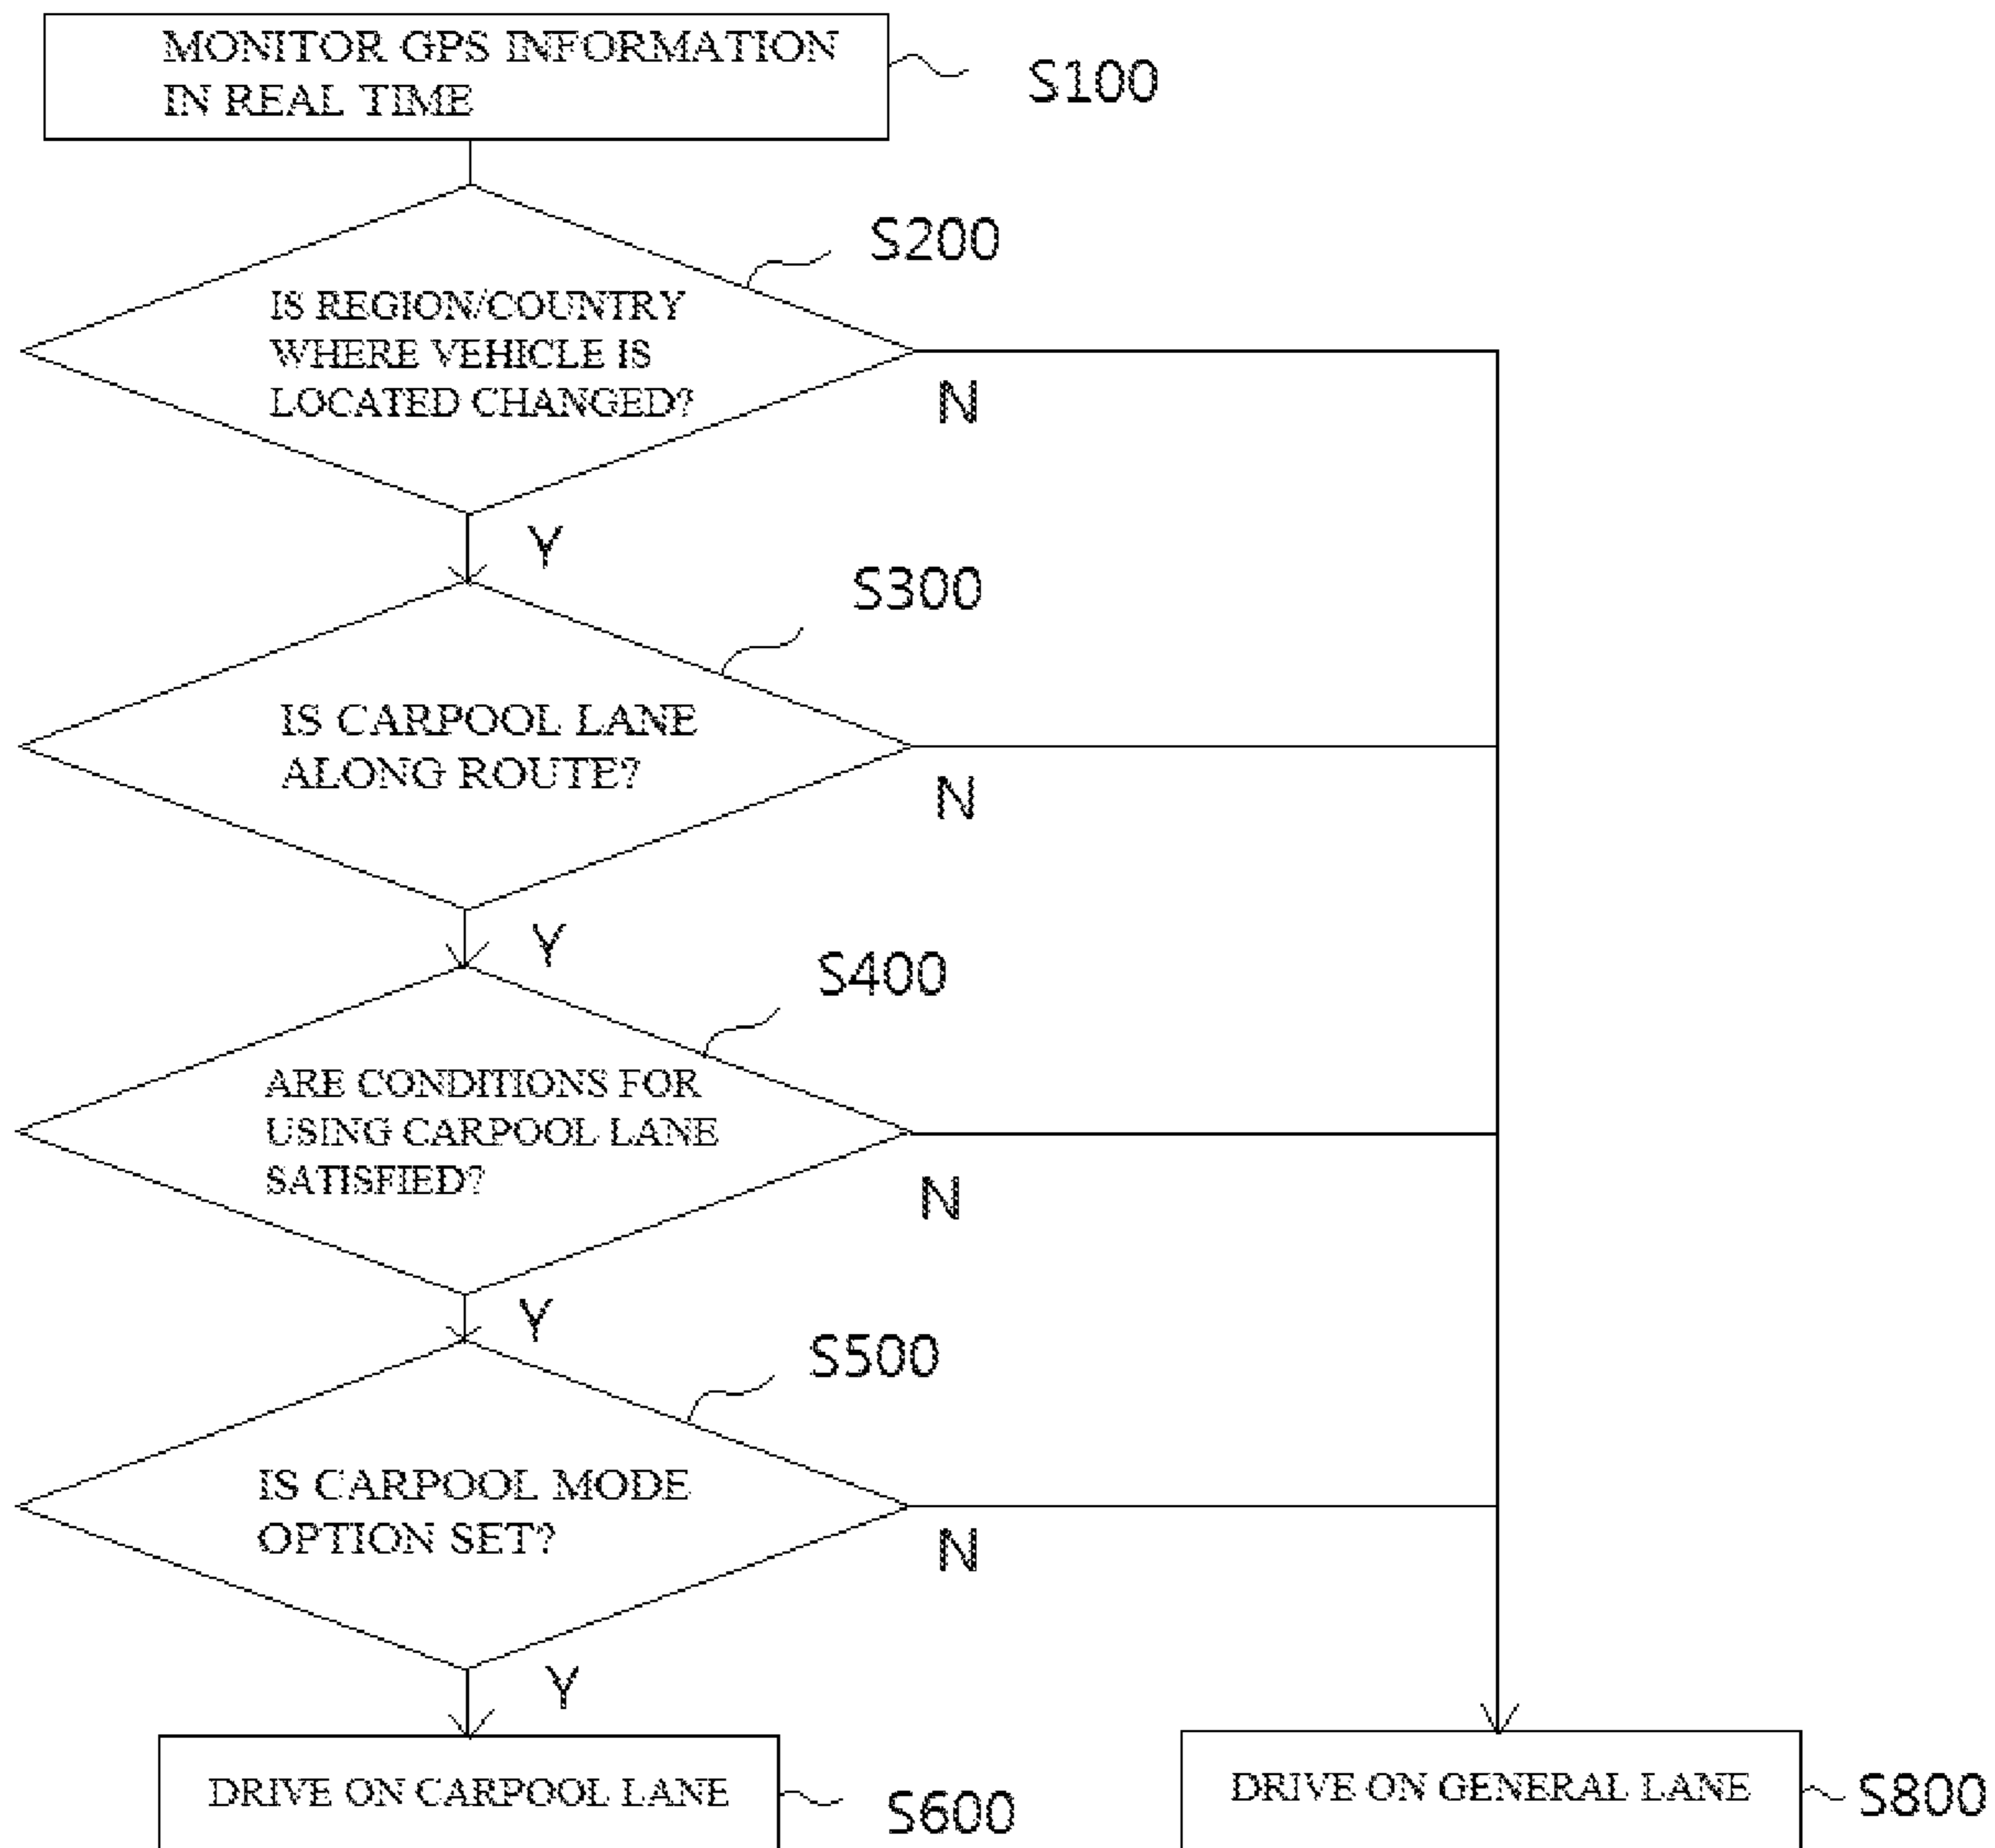 MONITOR GPS INFORMATION
IN REAL TIME
S100
S200
IS REGION/COUNTRY
WHERE VEHICLE IS
LOCATED CHANGED?
N
Y
S300
IS CARPOOL LANE
ALONG ROUTE?
N
Y
S400
ARE CONDITIONS FOR
USING CARPOOL LANE
SATISFIED?
N
Y
S500
IS CARPOOL MODE
OPTION SET?
N
Y
DRIVE ON CARPOOL LANE
S600
DRIVE ON GENERAL LANE
S800